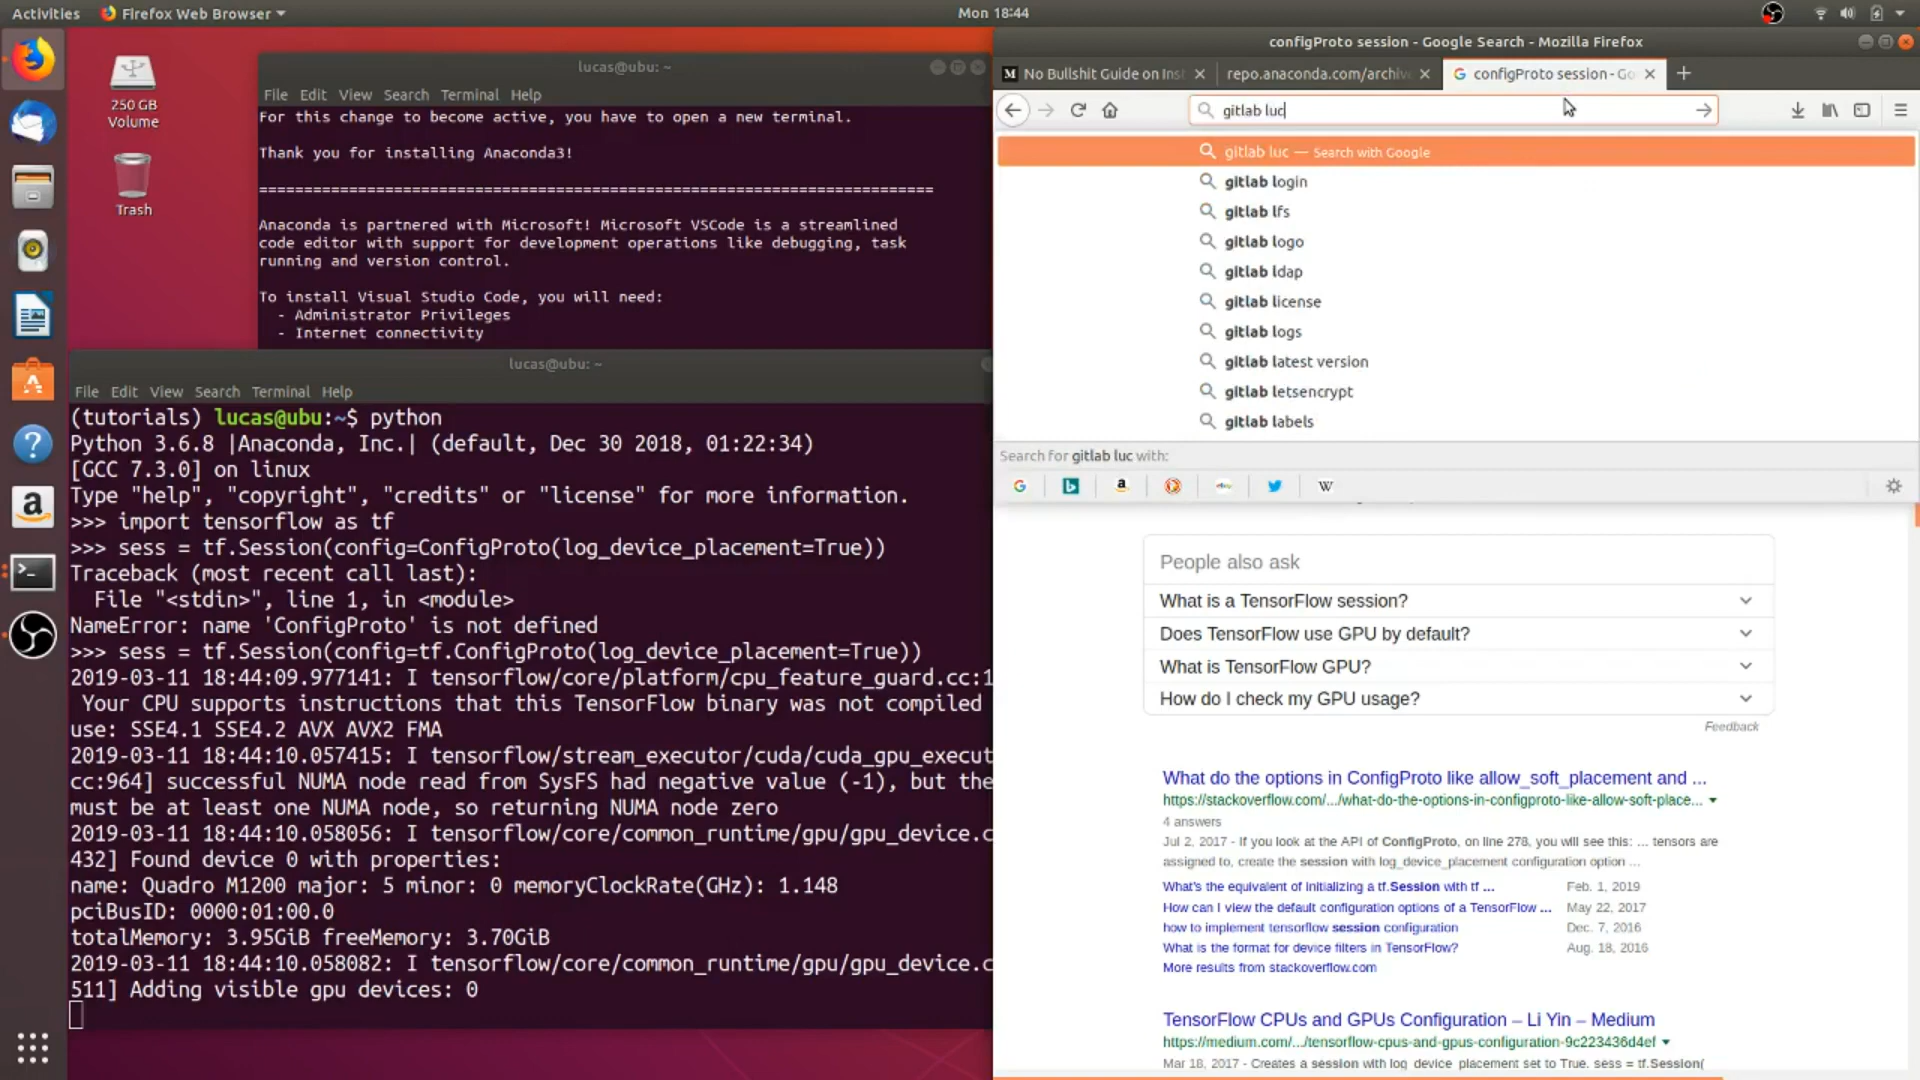 Activities
Firefox Web Browser
Mon 18:44
250 GB
Volume
Trash
lucas@ubu: ~
File Edit View Search Terminal Help
For this change to become active, you have to open a new terminal.
Thank you for installing Anaconda3!
===========================================================================
Anaconda is partnered with Microsoft! Microsoft VSCode is a streamlined
code editor with support for development operations like debugging, task
running and version control.
To install Visual Studio Code, you will need:
- Administrator Privileges
- Internet connectivity
lucas@ubu: ~
File Edit View Search Terminal Help
(tutorials) lucas@ubu:~$ python
Python 3.6.8 |Anaconda, Inc.| (default, Dec 30 2018, 01:22:34)
[GCC 7.3.0] on linux
Type "help", "copyright", "credits" or "license" for more information.
>>> import tensorflow as tf
>>> sess = tf.Session(config=ConfigProto(log_device_placement=True))
Traceback (most recent call last):
File "<stdin>", line 1, in <module>
NameError: name 'ConfigProto' is not defined
>>> sess = tf.Session(config=tf.ConfigProto(log_device_placement=True))
2019-03-11 18:44:09.977141: I tensorflow/core/platform/cpu_feature_guard.cc:1
Your CPU supports instructions that this TensorFlow binary was not compiled
use: SSE4.1 SSE4.2 AVX AVX2 FMA
2019-03-11 18:44:10.057415: I tensorflow/stream_executor/cuda/cuda_gpu_execut
cc:964] successful NUMA node read from SysFS had negative value (-1), but the
must be at least one NUMA node, so returning NUMA node zero
2019-03-11 18:44:10.058056: I tensorflow/core/common_runtime/gpu/gpu_device.c
432] Found device 0 with properties:
name: Quadro M1200 major: 5 minor: 0 memoryClockRate(GHz): 1.148
pciBusID: 0000:01:00.0
totalMemory: 3.95GiB freeMemory: 3.70GiB
2019-03-11 18:44:10.058082: I tensorflow/core/common_runtime/gpu/gpu_device.c
511] Adding visible gpu devices: 0
configProto session - Google Search - Mozilla Firefox
No Bullshit Guide on Inst
repo.anaconda.com/archiv
configProto session - Go
gitlab luc
gitlab luc — Search with Google
gitlab login
gitlab lfs
gitlab logo
gitlab ldap
gitlab license
gitlab logs
gitlab latest version
gitlab letsencrypt
gitlab labels
Search for gitlab luc with:
People also ask
What is a TensorFlow session?
Does TensorFlow use GPU by default?
What is TensorFlow GPU?
How do I check my GPU usage?
Feedback
What do the options in ConfigProto like allow_soft_placement and ...
https://stackoverflow.com/.../what-do-the-options-in-configproto-like-allow-soft-place...
4 answers
Jul 2, 2017 - If you look at the API of ConfigProto, on line 278, you will see this: ... tensors are
assigned to, create the session with log_device_placement configuration option ...
What's the equivalent of initializing a tf.Session with tf ... Feb. 1, 2019
How can I view the default configuration options of a TensorFlow ... May 22, 2017
how to implement tensorflow session configuration Dec. 7, 2016
What is the format for device filters in TensorFlow? Aug. 18, 2016
More results from stackoverflow.com
TensorFlow CPUs and GPUs Configuration – Li Yin – Medium
https://medium.com/.../tensorflow-cpus-and-gpus-configuration-9c223436d4ef
Mar 18, 2017 - Creates a session with log_device_placement set to True. sess = tf.Session(